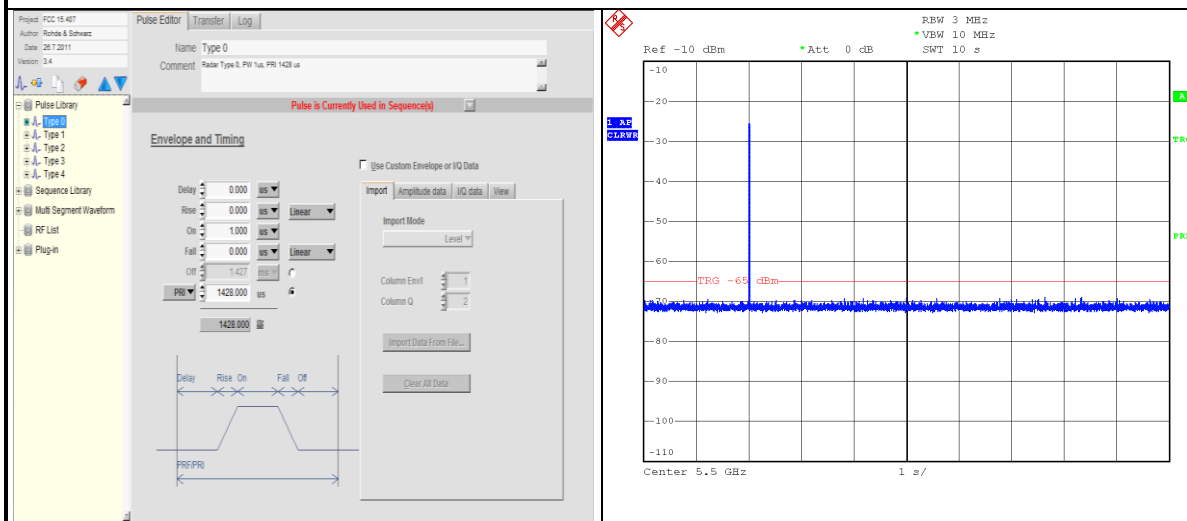 Project FCC 15.407
Author Rohde & Schwarz
Date 26.7.2011
Version 3.4
Pulse Library
Type 0
Type 1
Type 2
Type 3
Type 4
Sequence Library
Multi Segment Waveform
RF List
Plug-in
Pulse Editor Transfer Log
Name Type 0
Comment Radar Type 0, PW 1us, PRI 1428 us
Pulse is Currently Used in Sequence(s)
Envelope and Timing
Delay 0.000 us
Rise 0.000 us Linear
On 1.000 us
Fall 0.000 us Linear
Off 1.427 ms
PRI 1428.000 us
1428.000
Delay Rise On Fall Off
PRF/PRI
Use Custom Envelope or I/Q Data
Import Amplitude data I/Q data View
Import Mode
Level
Column Env/I 1
Column Q 2
Import Data From File...
Clear All Data
R S
RBW 3 MHz
*VBW 10 MHz
Ref -10 dBm *Att 0 dB SWT 10 s
-10
-20
-30
-40
-50
-60
-70
-80
-90
-100
-110
1 AP
CLRWR
A
TRG -65 dBm
Center 5.5 GHz 1 s/